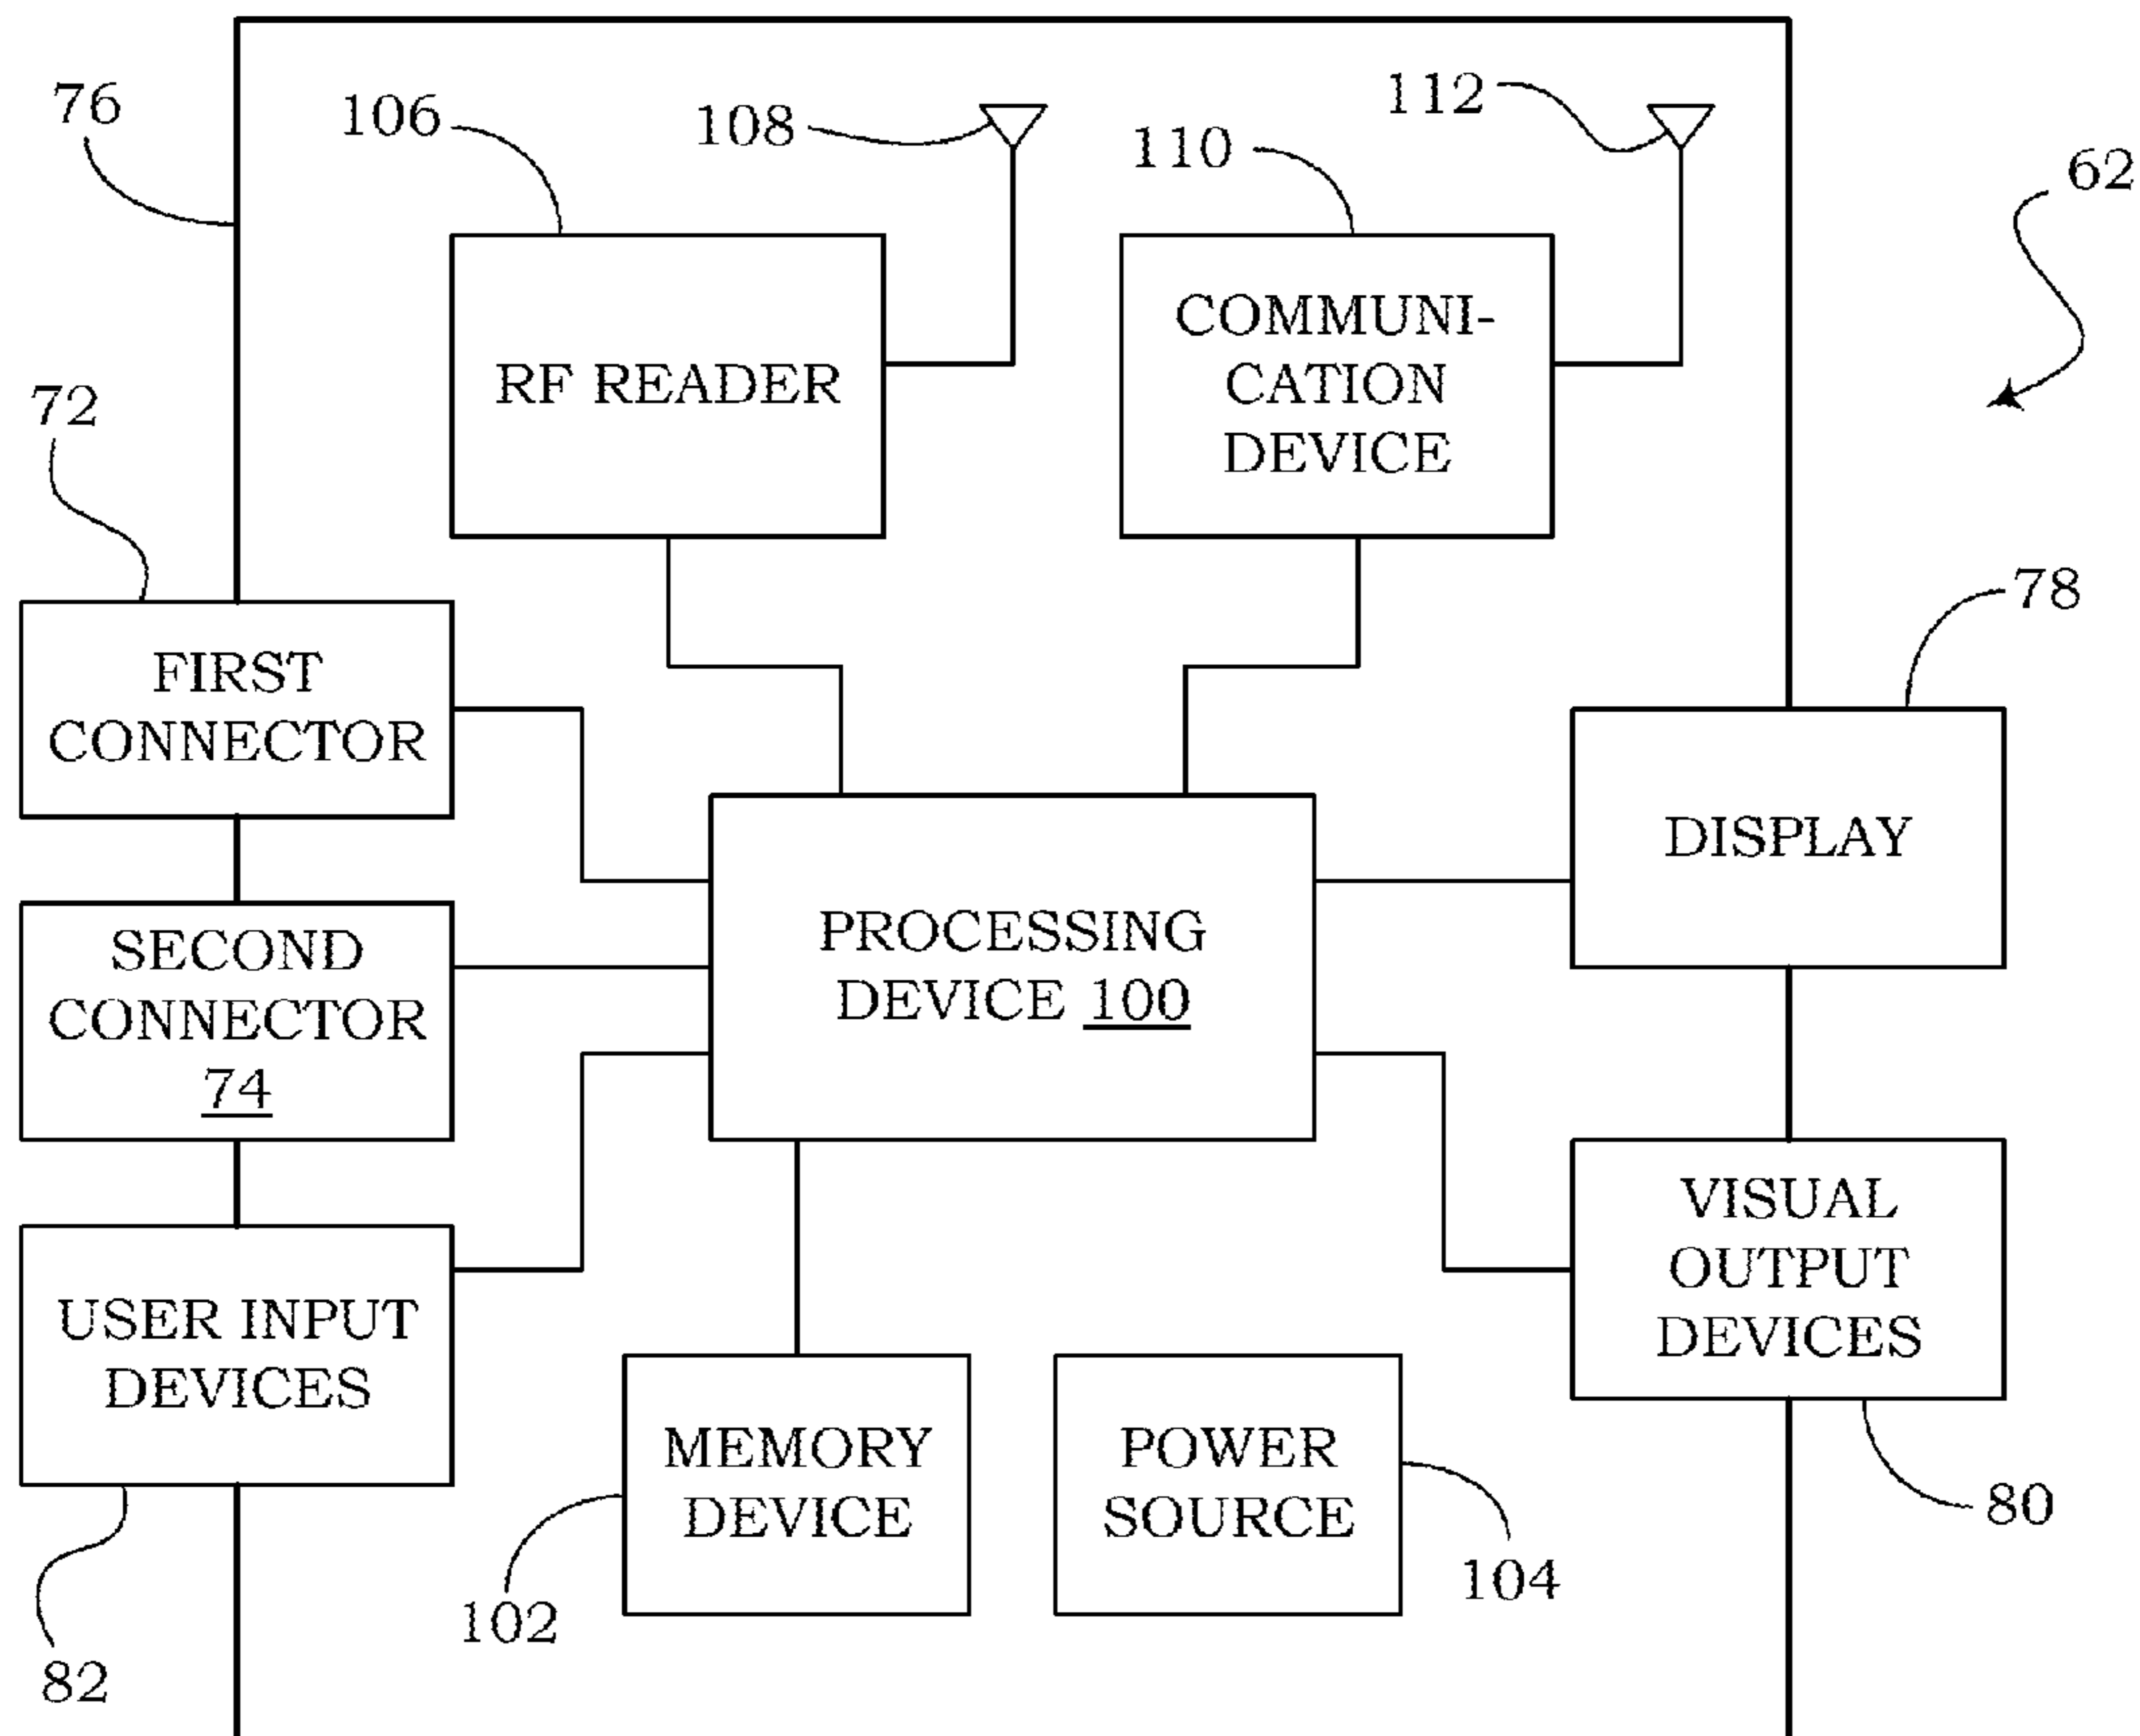 76
106
108
110
112
62
RF READER
COMMUNI-
CATION
DEVICE
72
78
FIRST
CONNECTOR
DISPLAY
SECOND
CONNECTOR
74
PROCESSING
DEVICE 100
VISUAL
OUTPUT
DEVICES
USER INPUT
DEVICES
MEMORY
DEVICE
POWER
SOURCE
80
104
102
82